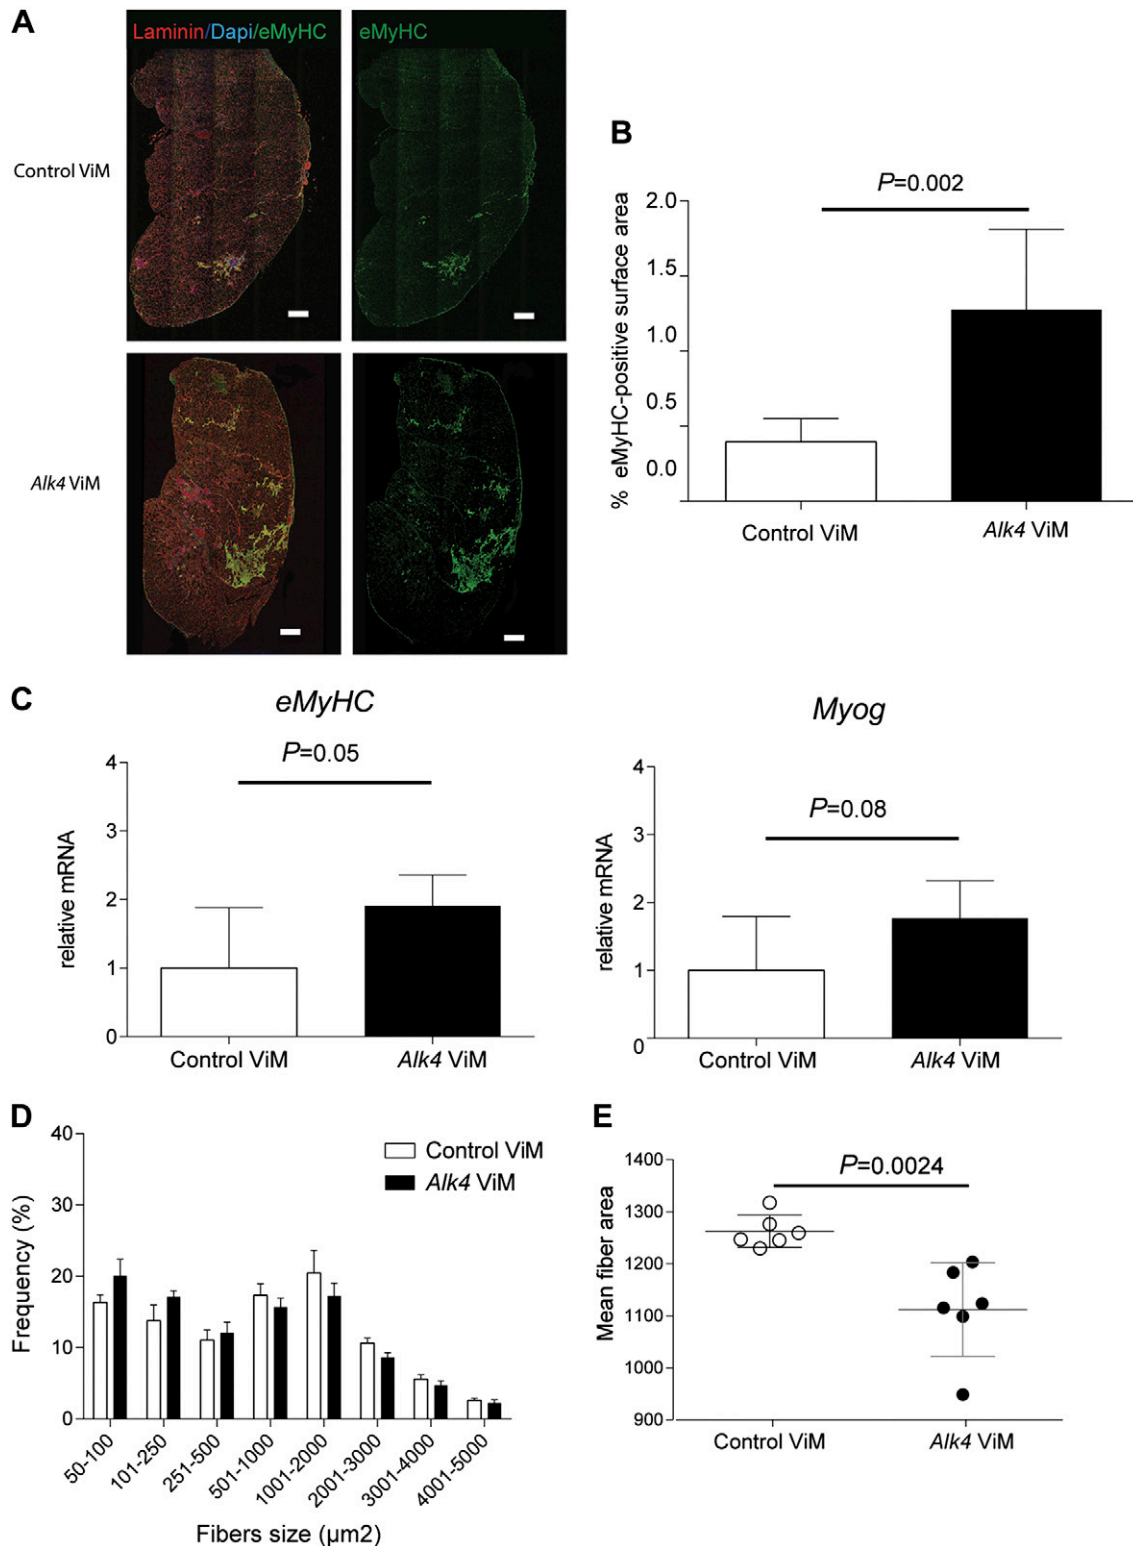 A
Laminin/Dapi/eMyHC
eMyHC
Control ViM
Alk4 ViM
B
P=0.002
% eMyHC-positive surface area
2.0
1.5
1.0
0.5
0.0
Control ViM
Alk4 ViM
C
eMyHC
P=0.05
relative mRNA
4
3
2
1
0
Control ViM
Alk4 ViM
Myog
P=0.08
relative mRNA
4
3
2
1
0
Control ViM
Alk4 ViM
D
Control ViM
Alk4 ViM
Frequency (%)
40
30
20
10
0
50-100
101-250
251-500
501-1000
1001-2000
2001-3000
3001-4000
4001-5000
Fibers size (µm2)
E
P=0.0024
Mean fiber area
1400
1300
1200
1100
1000
900
Control ViM
Alk4 ViM